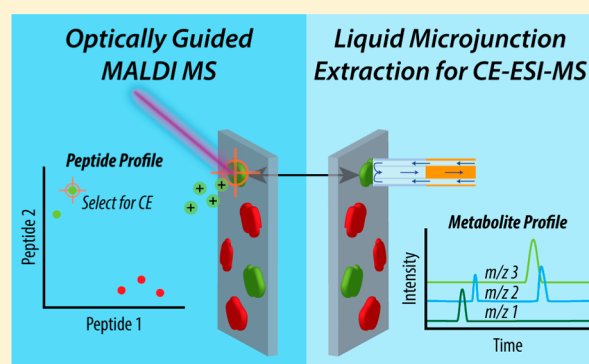 Optically Guided
MALDI MS
Peptide Profile
Select for CE
Peptide 2
Peptide 1
+ + + +
Liquid Microjunction
Extraction for CE-ESI-MS
Metabolite Profile
Intensity
m/z 3
m/z 2
m/z 1
Time